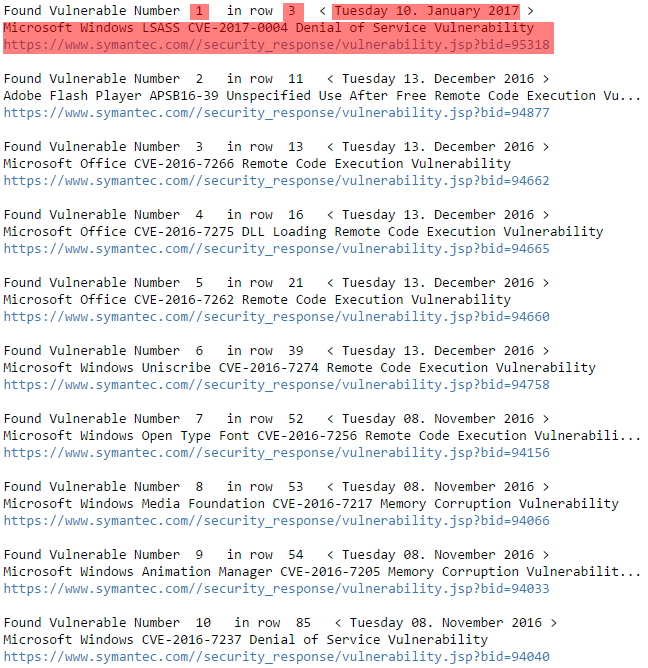 Found Vulnerable Number  1   in row  3   < Tuesday 10. January 2017 >
Microsoft Windows LSASS CVE-2017-0004 Denial of Service Vulnerability
https://www.symantec.com//security_response/vulnerability.jsp?bid=95318
Found Vulnerable Number  2   in row  11   < Tuesday 13. December 2016 >
Adobe Flash Player APSB16-39 Unspecified Use After Free Remote Code Execution Vu...
https://www.symantec.com//security_response/vulnerability.jsp?bid=94877
Found Vulnerable Number  3   in row  13   < Tuesday 13. December 2016 >
Microsoft Office CVE-2016-7266 Remote Code Execution Vulnerability
https://www.symantec.com//security_response/vulnerability.jsp?bid=94662
Found Vulnerable Number  4   in row  16   < Tuesday 13. December 2016 >
Microsoft Office CVE-2016-7275 DLL Loading Remote Code Execution Vulnerability
https://www.symantec.com//security_response/vulnerability.jsp?bid=94665
Found Vulnerable Number  5   in row  21   < Tuesday 13. December 2016 >
Microsoft Office CVE-2016-7262 Remote Code Execution Vulnerability
https://www.symantec.com//security_response/vulnerability.jsp?bid=94660
Found Vulnerable Number  6   in row  39   < Tuesday 13. December 2016 >
Microsoft Windows Uniscribe CVE-2016-7274 Remote Code Execution Vulnerability
https://www.symantec.com//security_response/vulnerability.jsp?bid=94758
Found Vulnerable Number  7   in row  52   < Tuesday 08. November 2016 >
Microsoft Windows Open Type Font CVE-2016-7256 Remote Code Execution Vulnerabili...
https://www.symantec.com//security_response/vulnerability.jsp?bid=94156
Found Vulnerable Number  8   in row  53   < Tuesday 08. November 2016 >
Microsoft Windows Media Foundation CVE-2016-7217 Memory Corruption Vulnerability
https://www.symantec.com//security_response/vulnerability.jsp?bid=94066
Found Vulnerable Number  9   in row  54   < Tuesday 08. November 2016 >
Microsoft Windows Animation Manager CVE-2016-7205 Memory Corruption Vulnerabilit...
https://www.symantec.com//security_response/vulnerability.jsp?bid=94033
Found Vulnerable Number  10   in row  85   < Tuesday 08. November 2016 >
Microsoft Windows CVE-2016-7237 Denial of Service Vulnerability
https://www.symantec.com//security_response/vulnerability.jsp?bid=94040